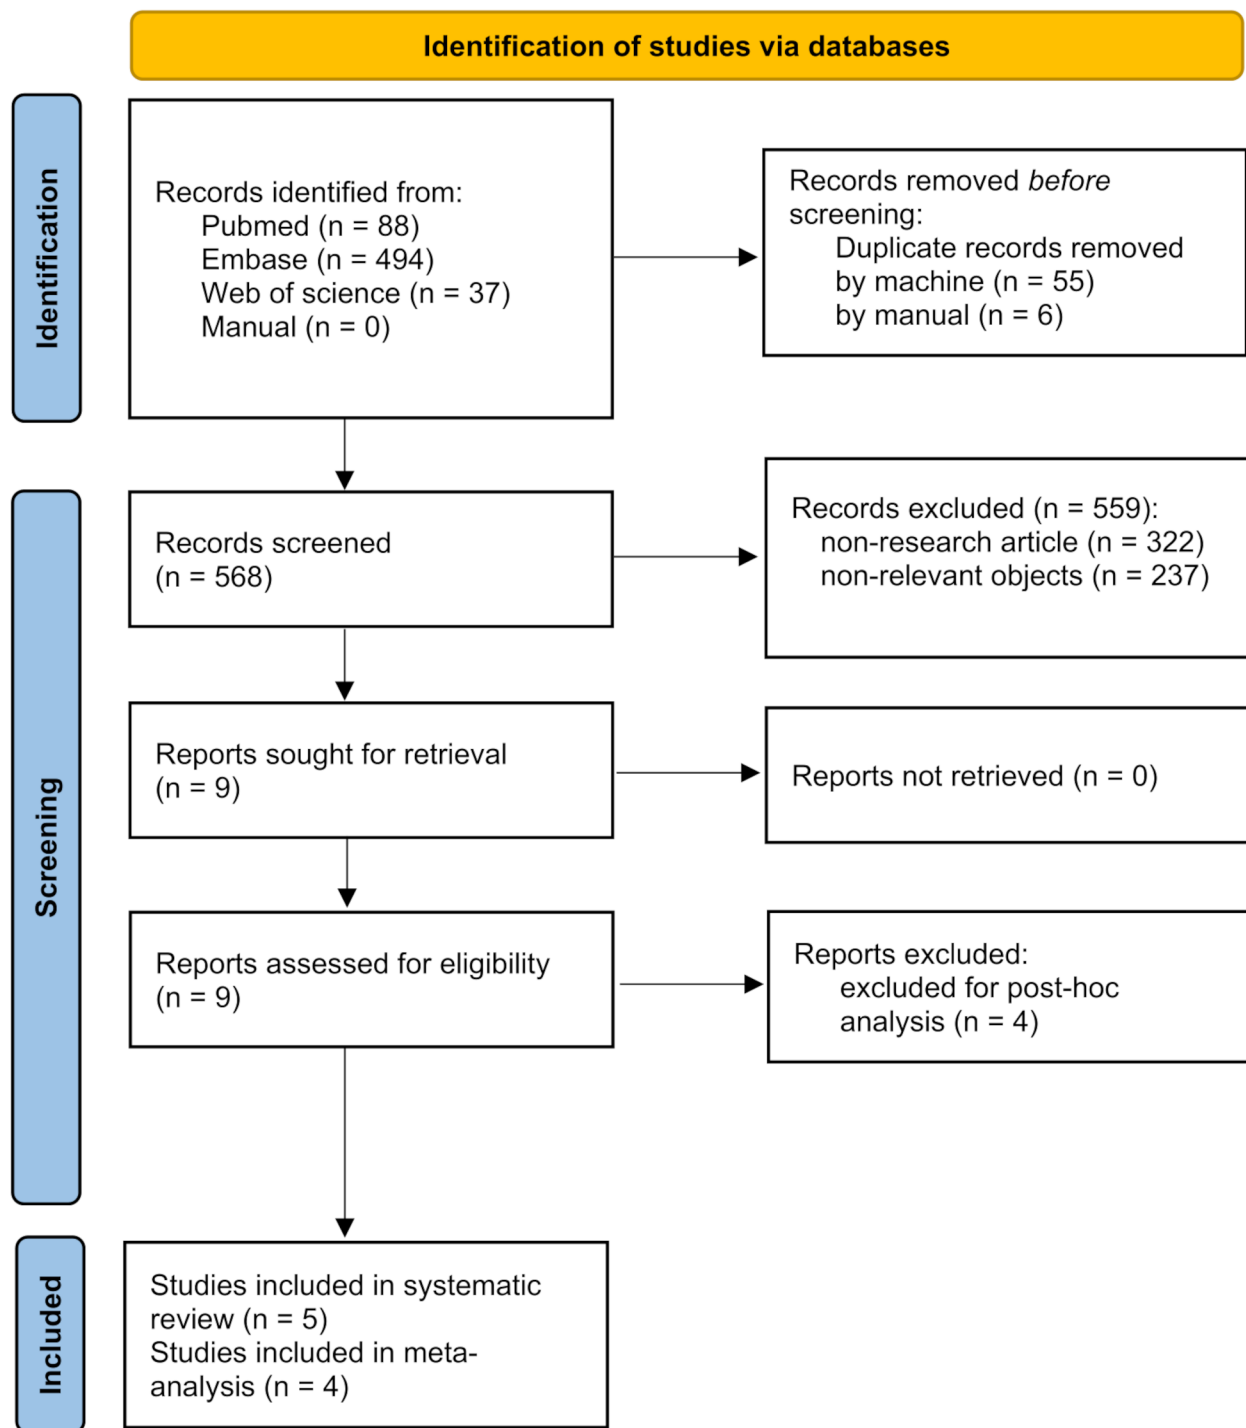 Identification of studies via databases
Identification
Records identified from:
Pubmed (n = 88)
Embase (n = 494)
Web of science (n = 37)
Manual (n = 0)
Records removed before
screening:
Duplicate records removed
by machine (n = 55)
by manual (n = 6)
Screening
Records screened
(n = 568)
Records excluded (n = 559):
non-research article (n = 322)
non-relevant objects (n = 237)
Reports sought for retrieval
(n = 9)
Reports not retrieved (n = 0)
Reports assessed for eligibility
(n = 9)
Reports excluded:
excluded for post-hoc
analysis (n = 4)
Included
Studies included in systematic
review (n = 5)
Studies included in meta-
analysis (n = 4)